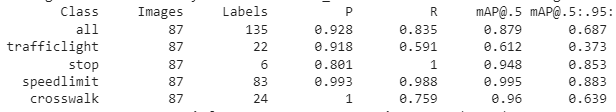 Class Images Labels P R mAP@.5 mAP@.5:.95:
all 87 135 0.928 0.835 0.879 0.687
trafficlight 87 22 0.918 0.591 0.612 0.373
stop 87 6 0.801 1 0.948 0.853
speedlimit 87 83 0.993 0.988 0.995 0.883
crosswalk 87 24 1 0.759 0.96 0.639